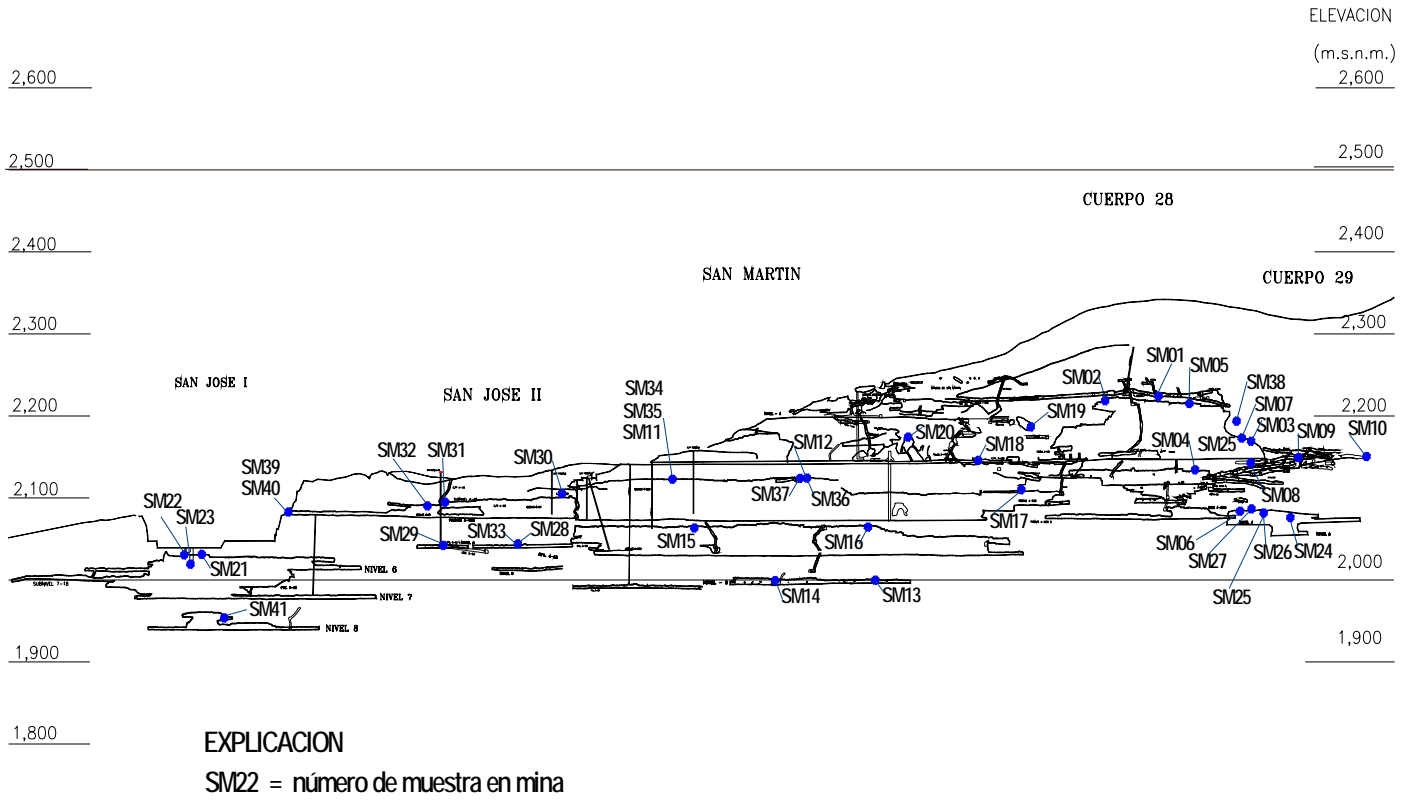 ELEVACION
(m.s.n.m.)
2,600
2,600
2,500
2,500
CUERPO 28
2,400
2,400
SAN MARTIN
CUERPO 29
2,300
2,300
SAN JOSE I
SAN JOSE II
SM01
SM05
SM02
SM38
SM34
SM35
SM11
SM07
SM03
2,200
2,200
SM19
SM12
SM20
SM18
SM04
SM25
SM09
SM10
SM32
SM31
SM30
SM39
SM40
2,100
2,100
SM37
SM36
SM08
SM22
SM23
SM17
SM29
SM33
SM28
SM15
SM16
SM06
SM27
SM26
SM24
SM21
NIVEL 6
SUBNIVEL 7-18
2,000
NIVEL 7
SM14
SM13
SM25
SM41
NIVEL 8
1,900
1,900
1,800
EXPLICACION
SM22 = número de muestra en mina